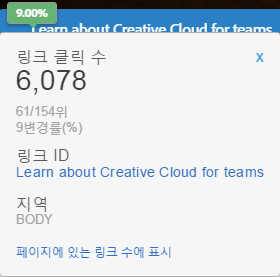 9.00%
Learn about Creative Cloud for teams
링크 클릭 수
x
6,078
61/154위
9변경률(%)
링크 ID
Learn about Creative Cloud for teams
지역
BODY
페이지에 있는 링크 수에 표시